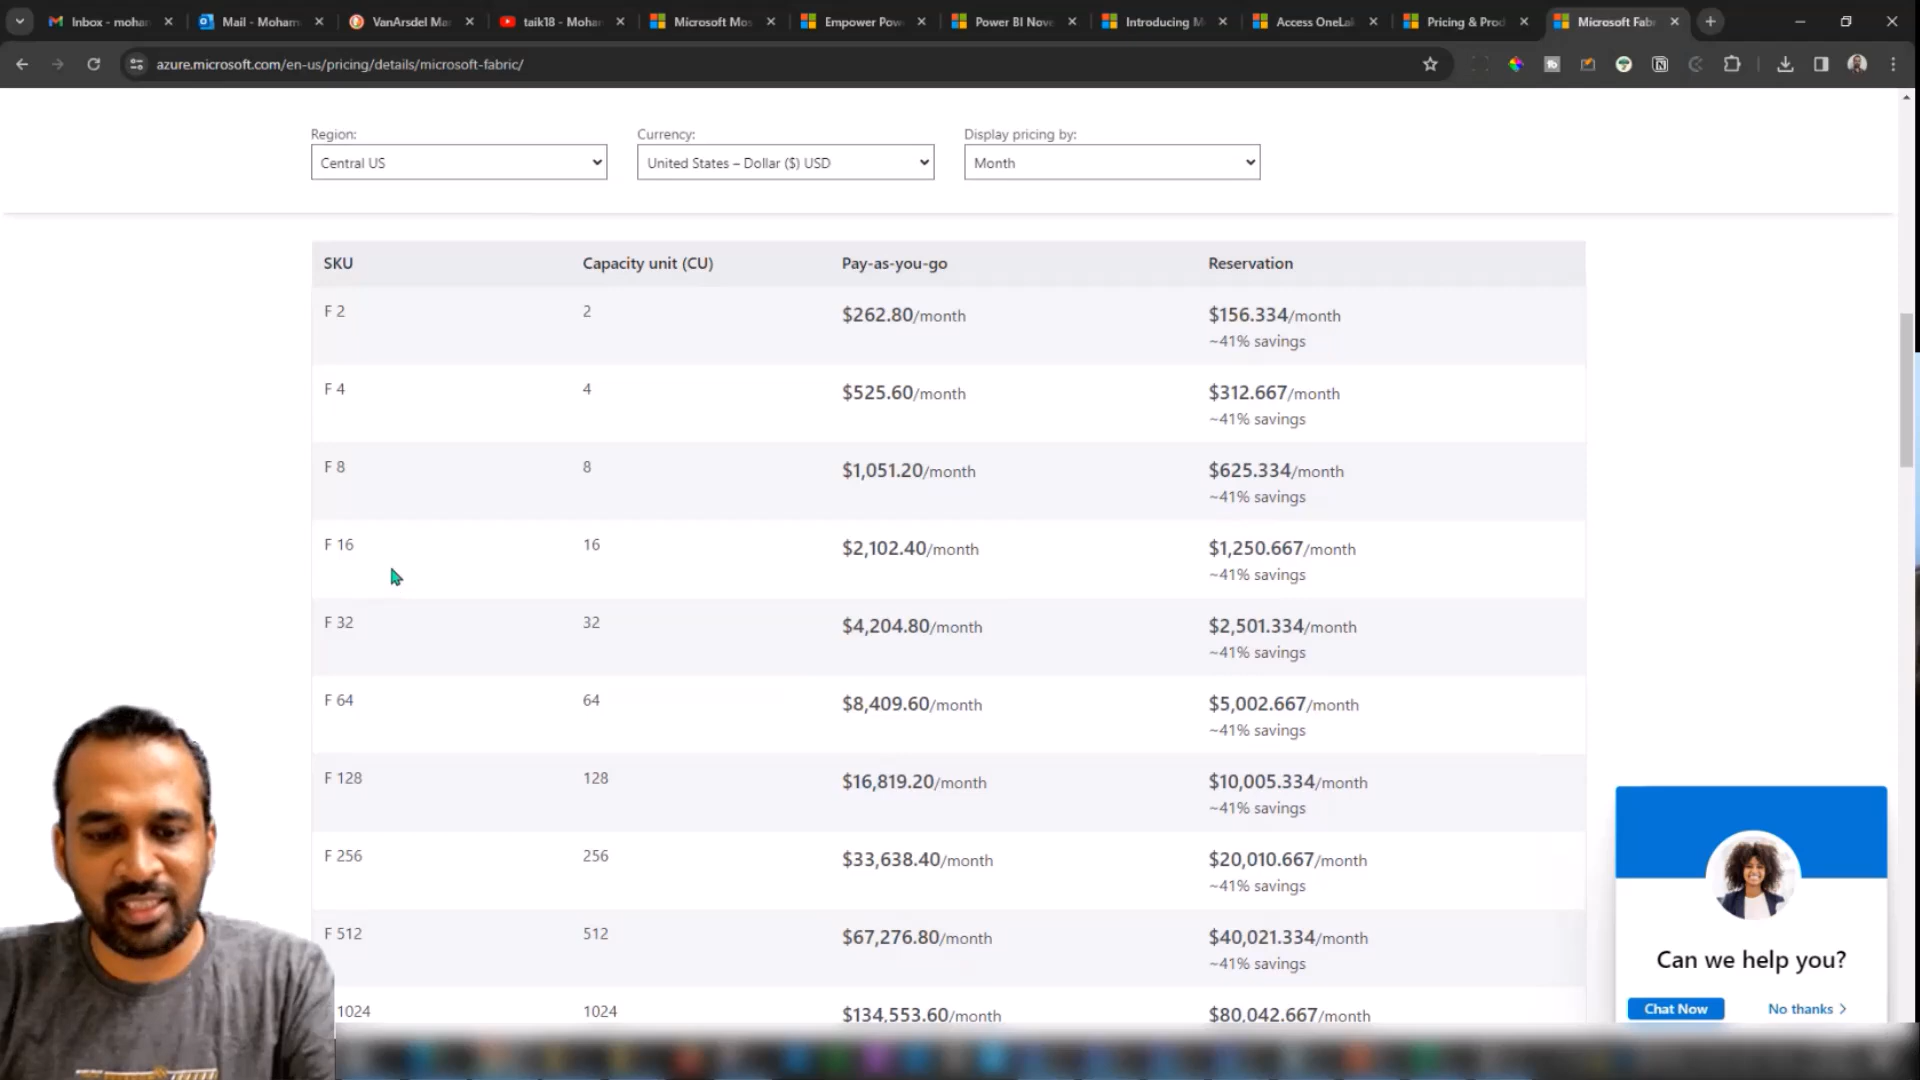 Inbox - mohan
Mail - Moham
VanArsdel Mar
taik18 - Mohar
Microsoft Mos
Empower Pow
Power BI Nove
Introducing M
Access OneLa
Pricing & Prod
Microsoft Fab
azure.microsoft.com/en-us/pricing/details/microsoft-fabric/
Region:
Currency:
Display pricing by:
Central US
United States – Dollar ($) USD
Month
SKU
Capacity unit (CU)
Pay-as-you-go
Reservation
F 2
2
$262.80/month
$156.334/month
~41% savings
F 4
4
$525.60/month
$312.667/month
~41% savings
F 8
8
$1,051.20/month
$625.334/month
~41% savings
F 16
16
$2,102.40/month
$1,250.667/month
~41% savings
F 32
32
$4,204.80/month
$2,501.334/month
~41% savings
F 64
64
$8,409.60/month
$5,002.667/month
~41% savings
F 128
128
$16,819.20/month
$10,005.334/month
~41% savings
F 256
256
$33,638.40/month
$20,010.667/month
~41% savings
F 512
512
$67,276.80/month
$40,021.334/month
~41% savings
1024
1024
$134,553.60/month
$80,042.667/month
Can we help you?
Chat Now
No thanks